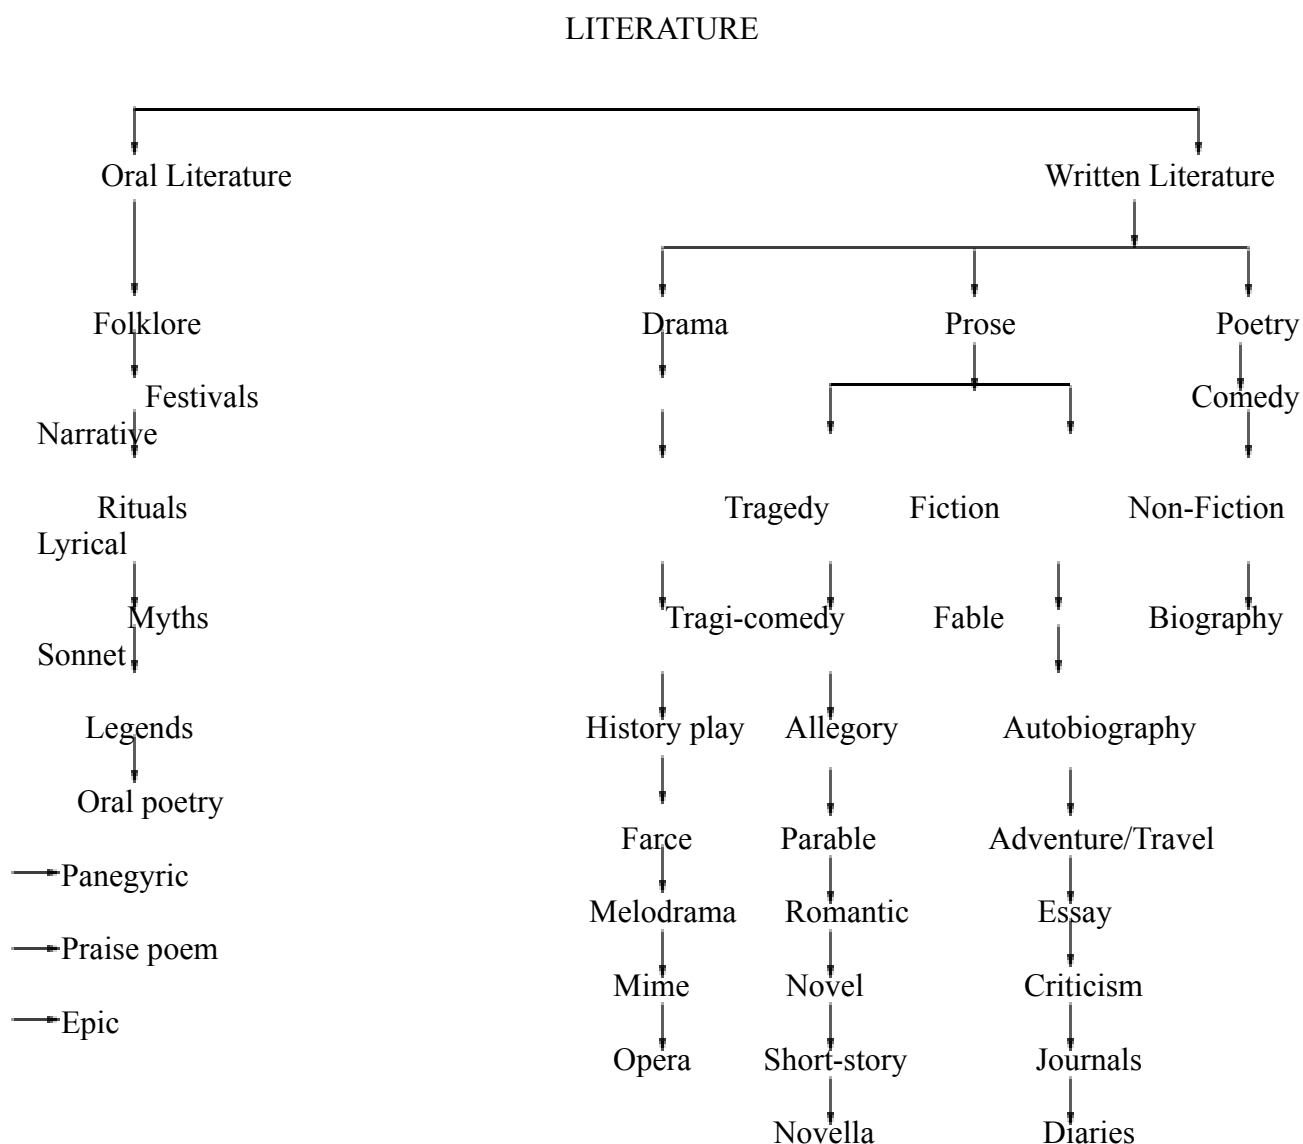 LITERATURE
Oral Literature Written Literature
Folklore Drama Prose Poetry
Festivals Comedy
Narrative
Rituals Tragedy Fiction Non-Fiction
Lyrical
Myths Tragi-comedy Fable Biography
Sonnet
Legends History play Allegory Autobiography
Oral poetry
Farce Parable Adventure/Travel
Panegyric
Melodrama Romantic Essay
Praise poem
Mime Novel Criticism
Epic
Opera Short-story Journals
Novella Diaries